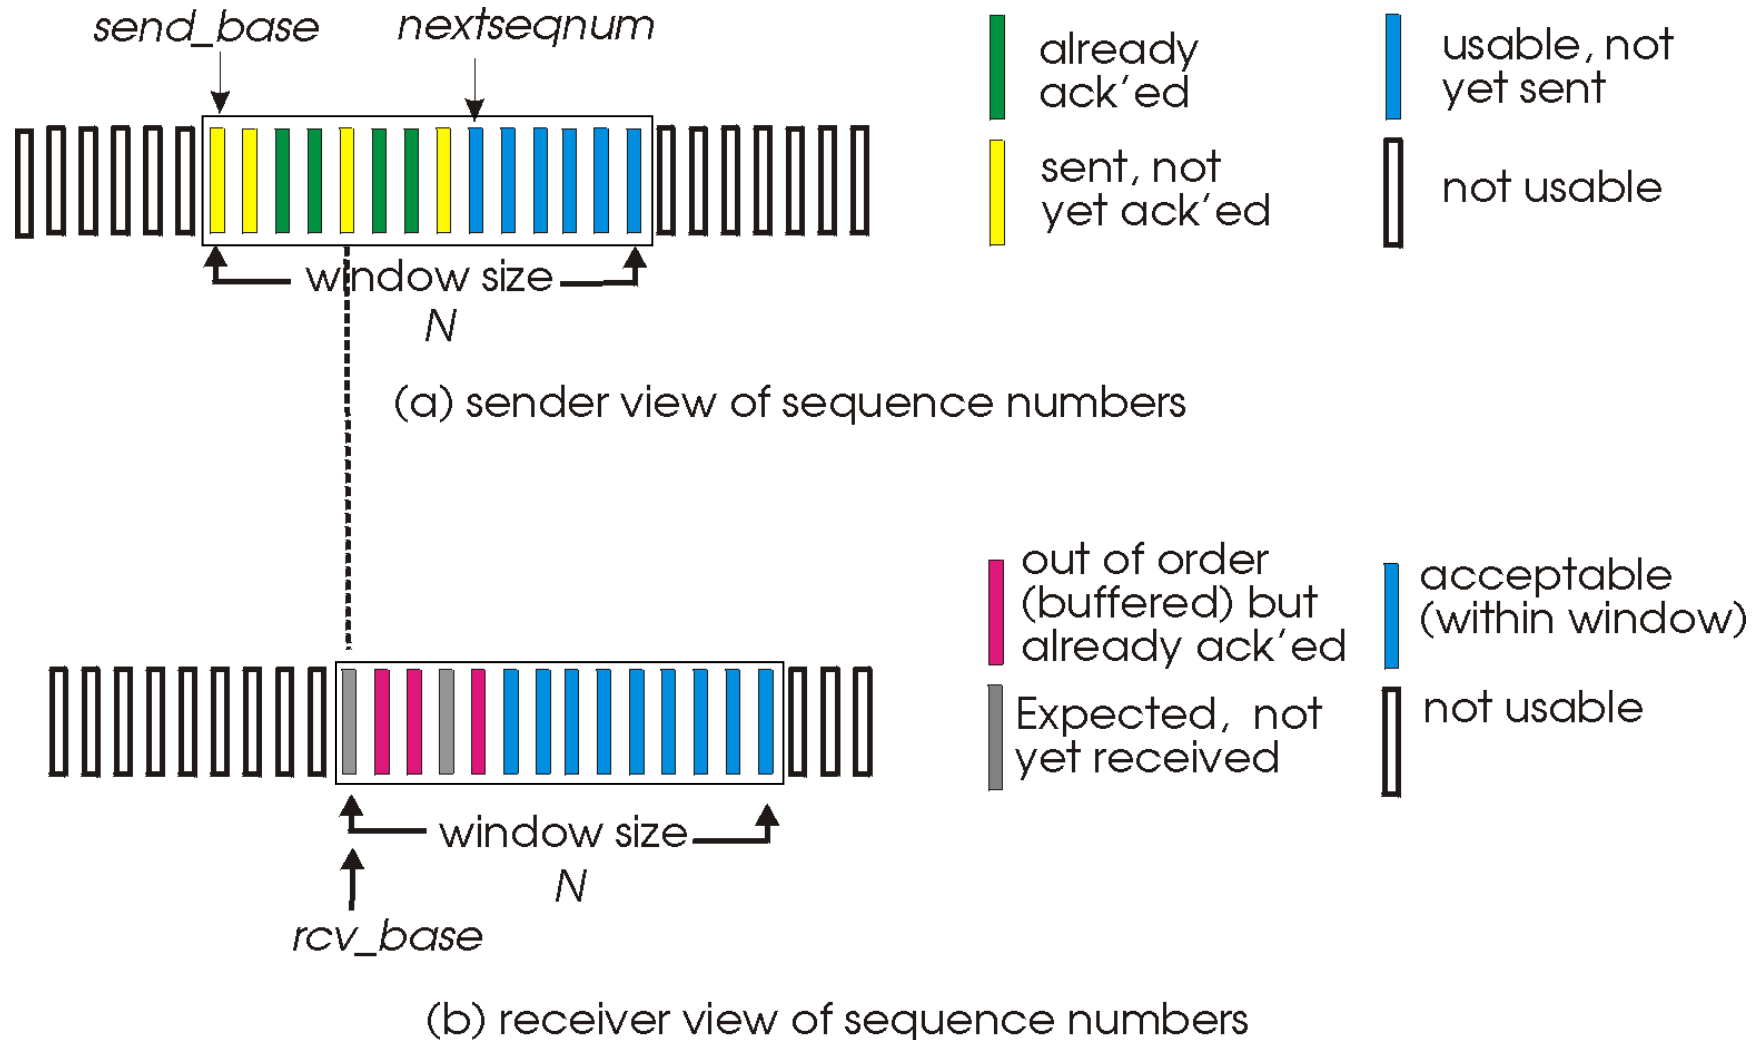 send_base
nextseqnum
already
ack'ed
usable, not
yet sent
sent, not
yet ack'ed
not usable
window size
N
(a) sender view of sequence numbers
out of order
(buffered) but
already ack'ed
acceptable
(within window)
Expected, not
yet received
not usable
window size
N
rcv_base
(b) receiver view of sequence numbers